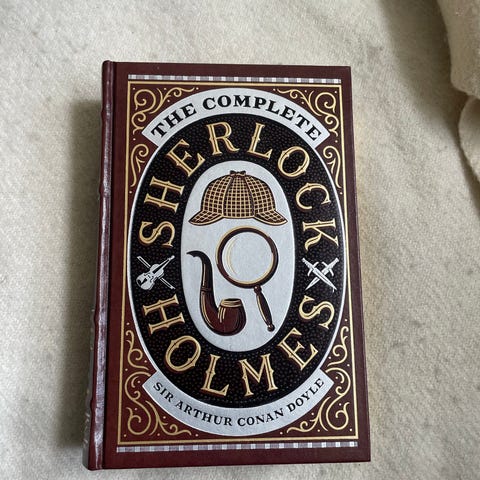 THE COMPLETE
SHERLOCK
HOLMES
SIR ARTHUR CONAN DOYLE